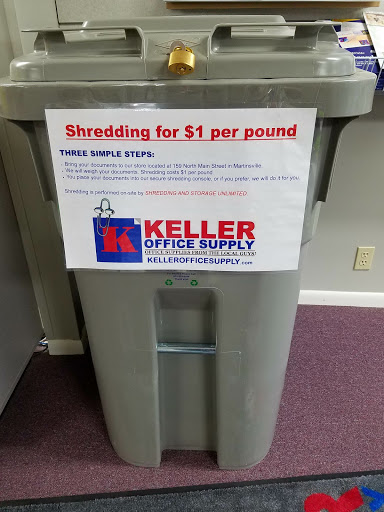 Shredding for $1 per pound
THREE SIMPLE STEPS:
- Bring your documents to our store located at 159 North Main Street in Martinsville.
- We will weigh your documents. Shredding costs $1 per pound
- You place your documents into our secure shredding console, or if you prefer, we will do it for you.
Shredding is performed on-site by SHREDDING AND STORAGE UNLIMITED.
K KELLER
OFFICE SUPPLY
OFFICE SUPPLIES FROM THE LOCAL GUYS!
KELLEROFFICESUPPLY.com